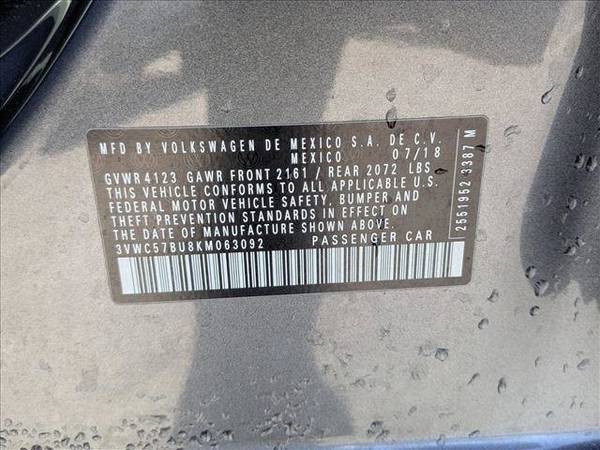 MFD BY VOLKSWAGEN DE MEXICO S.A. DE C.V.
MEXICO 07/18
GVWR 4123 GAWR FRONT 2161 / REAR 2072 LBS
THIS VEHICLE CONFORMS TO ALL APPLICABLE U.S.
FEDERAL MOTOR VEHICLE SAFETY, BUMPER AND
THEFT PREVENTION STANDARDS IN EFFECT ON
THE DATE OF MANUFACTURE SHOWN ABOVE.
3VWC57BU8KM063092 PASSENGER CAR
2551952 3387 M